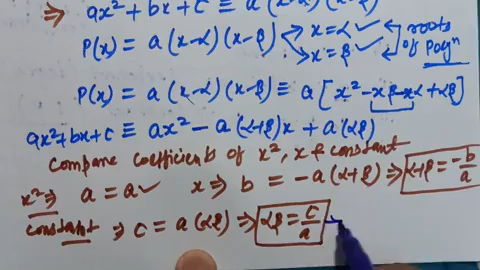 ⇒ ax² + bx + c ≡ a (x-α) (x-β)
P(x) = a (x-α) (x-β) x=α ✓ roots
x=β ✓ of Polyⁿ
P(x) = a (x-α) (x-β) ≡ a [x² - xβ - xα + αβ]
ax²+bx+c ≡ ax² - a (α+β)x + a (αβ)
Compare coefficients of x², x & constant
x² ⇒ a = a ✓ x ⇒ b = -a (α+β) ⇒ α+β = -b/a
constant ⇒ c = a (αβ) ⇒ αβ = c/a